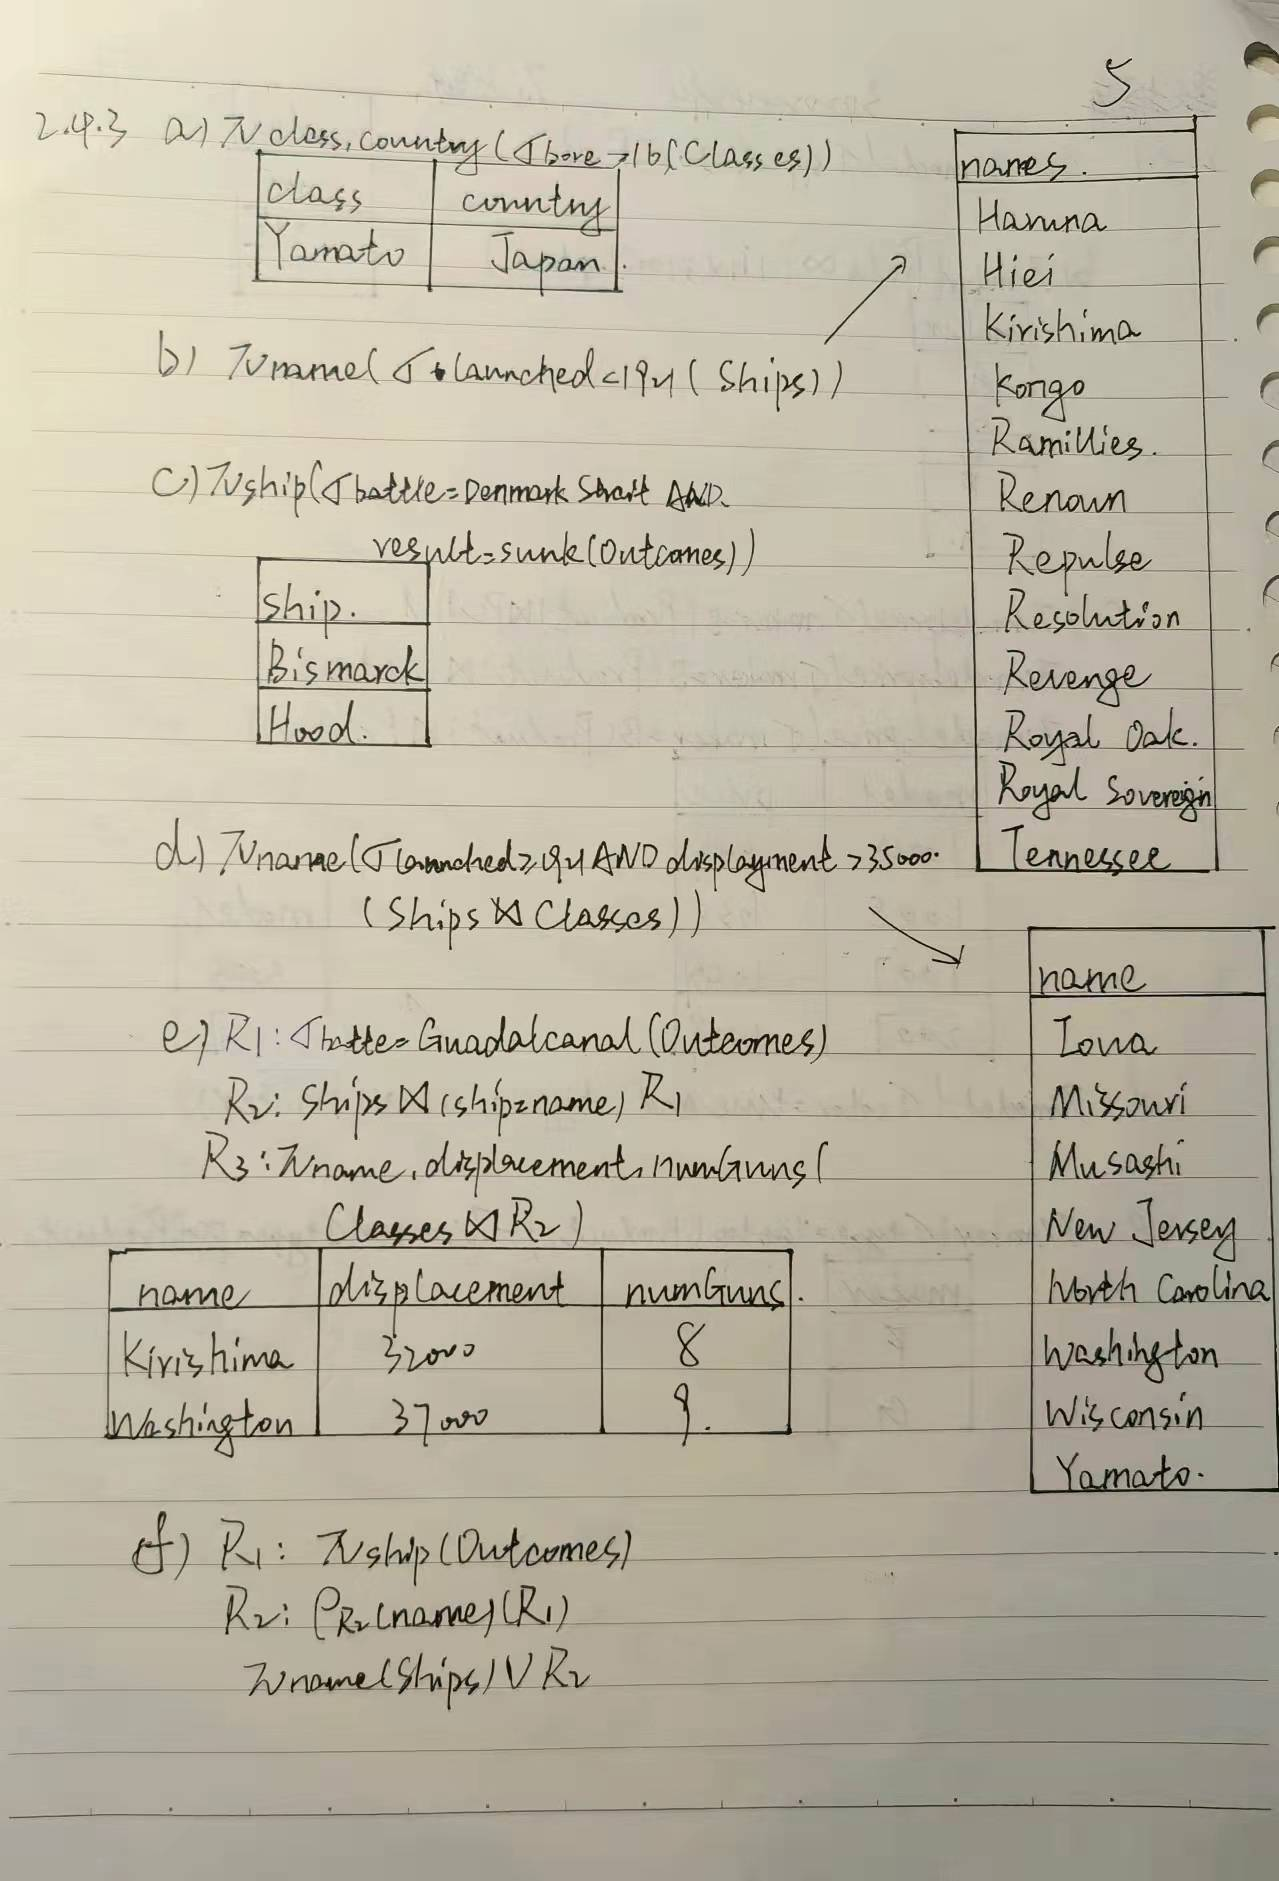 5
2.4.3 a) π class, country (σ bore >16 (Classes))
class country
Yamato Japan.
b) π name (σ launched <1921 (Ships))
names.
Haruna
Hiei
Kirishima
Kongo
Ramillies.
Renown
Repulse
Resolution
Revenge
Royal Oak.
Royal Sovereign
Tennessee
c) π ship (σ battle = Denmark Strait AND
result = sunk (Outcomes))
ship.
Bismarck
Hood.
d) π name (σ launched ≥ 1921 AND displayment > 35000.
(Ships ⋈ Classes))
name
Iowa
Missouri
Musashi
New Jersey
North Carolina
Washington
Wisconsin
Yamato.
e) R1: σ batte = Guadalcanal (Outcomes)
R2: Ships ⋈ (ship=name) R1
R3: π name, displacement, numGuns (
Classes ⋈ R2)
name displacement numGuns.
Kirishima 32000 8
Washington 37000 9.
f) R1: π ship (Outcomes)
R2: ρ R2(name) (R1)
π name (Ships) ∪ R2